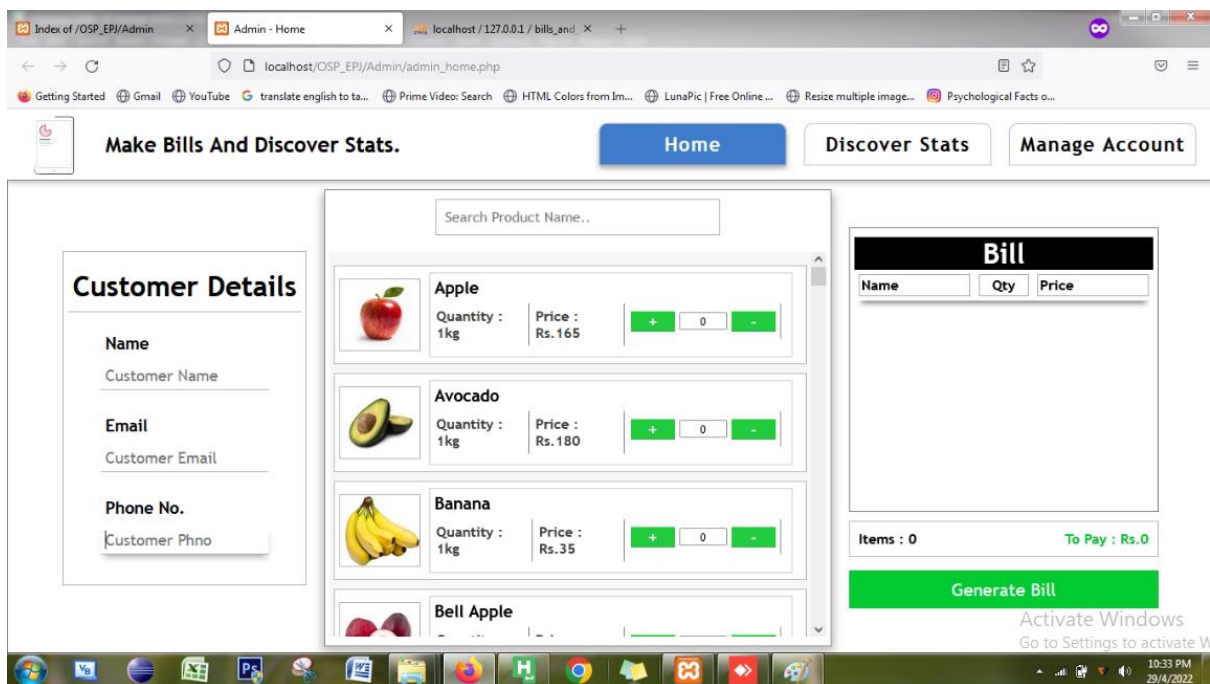 Index of /OSP_EPJ/Admin
Admin - Home
localhost / 127.0.0.1 / bills_and_
localhost/OSP_EPJ/Admin/admin_home.php
Getting Started Gmail YouTube translate english to ta... Prime Video: Search HTML Colors from Im... LunaPic | Free Online ... Resize multiple image... Psychological Facts o...
Make Bills And Discover Stats.
Home
Discover Stats
Manage Account
Customer Details
Name
Customer Name
Email
Customer Email
Phone No.
Customer Phno
Search Product Name..
Apple
Quantity :
1kg
Price :
Rs.165
+ 0 -
Avocado
Quantity :
1kg
Price :
Rs.180
+ 0 -
Banana
Quantity :
1kg
Price :
Rs.35
+ 0 -
Bell Apple
Bill
Name Qty Price
Items : 0
To Pay : Rs.0
Generate Bill
Activate Windows
Go to Settings to activate W
10:33 PM
29/4/2022